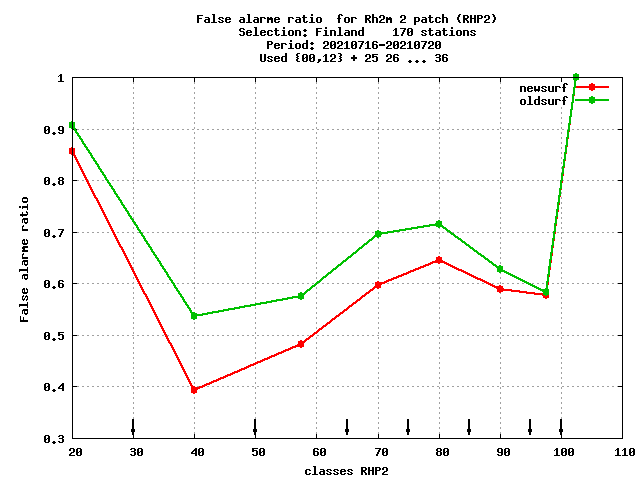 False alarme ratio  for Rh2m 2 patch (RHP2)
Selection: Finland    170 stations
Period: 20210716-20210720
Used {00,12} + 25 26 ... 36
newsurf
oldsurf
1
0.9
0.8
0.7
0.6
0.5
0.4
0.3
False alarme ratio
20 30 40 50 60 70 80 90 100 110
classes RHP2